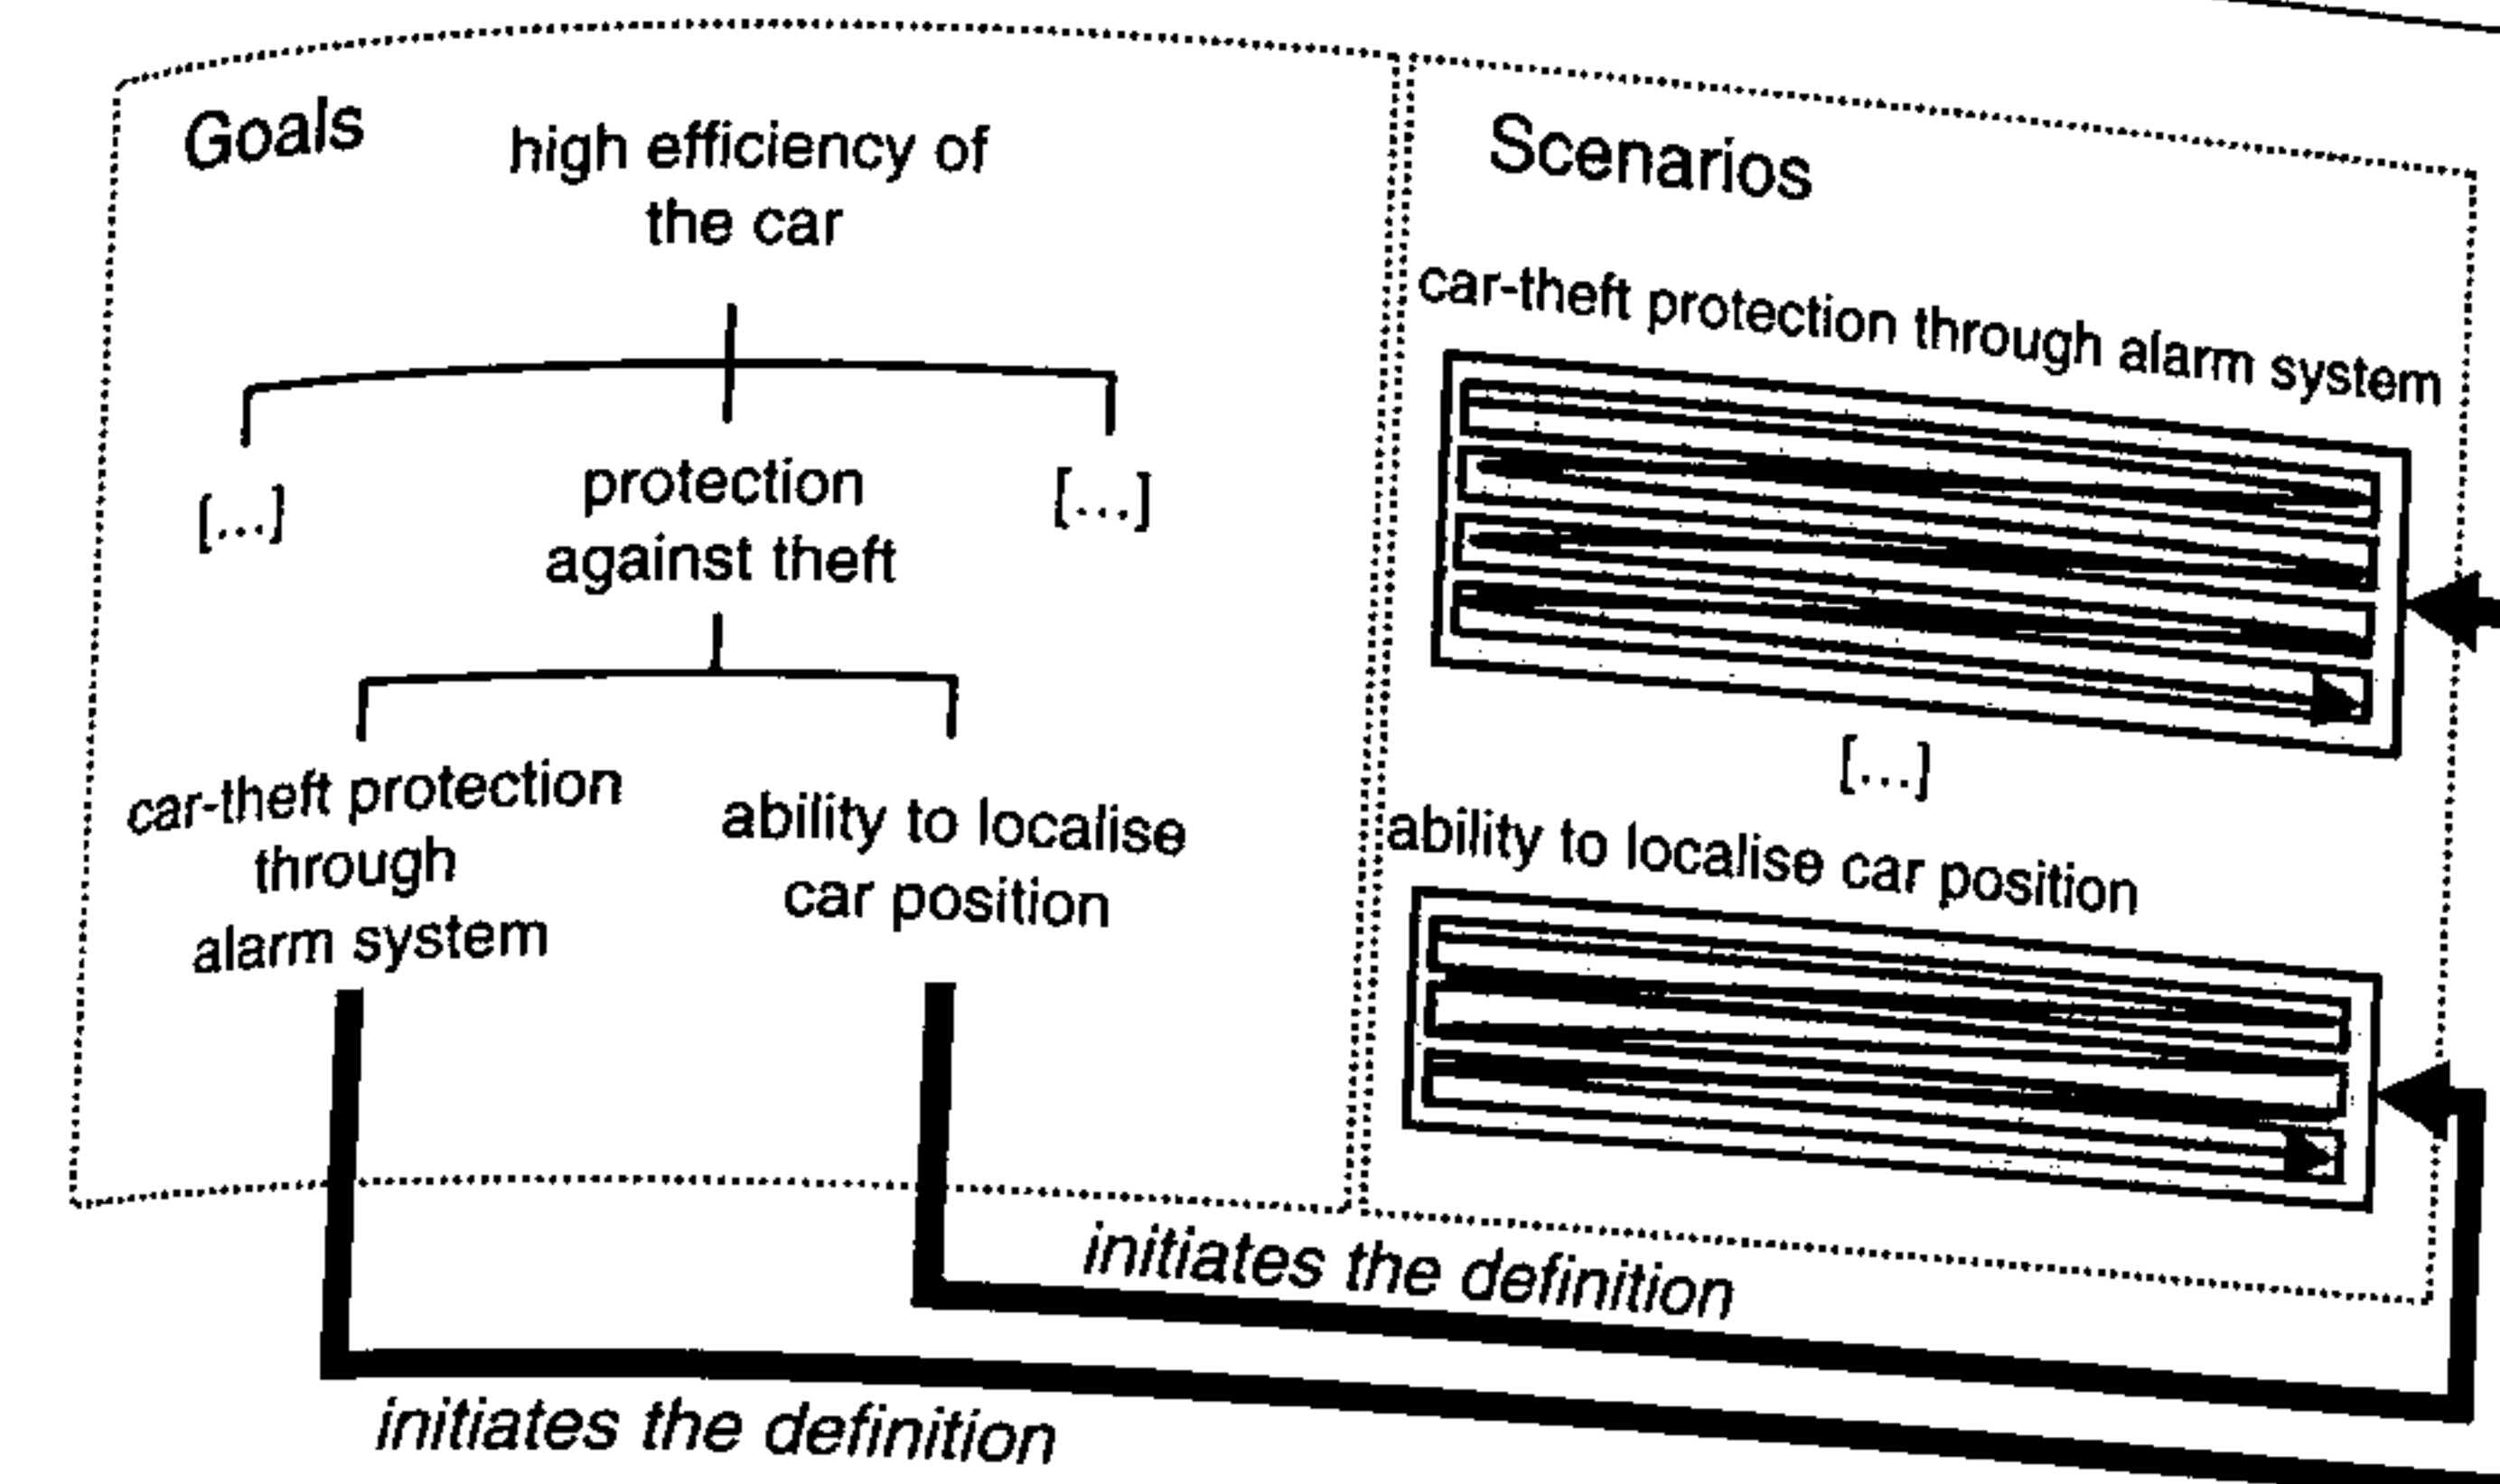 Goals
high efficiency of
the car
[...]
protection
against theft
[...]
car-theft protection
through
alarm system
ability to localise
car position
Scenarios
car-theft protection through alarm system
[...]
ability to localise car position
initiates the definition
initiates the definition